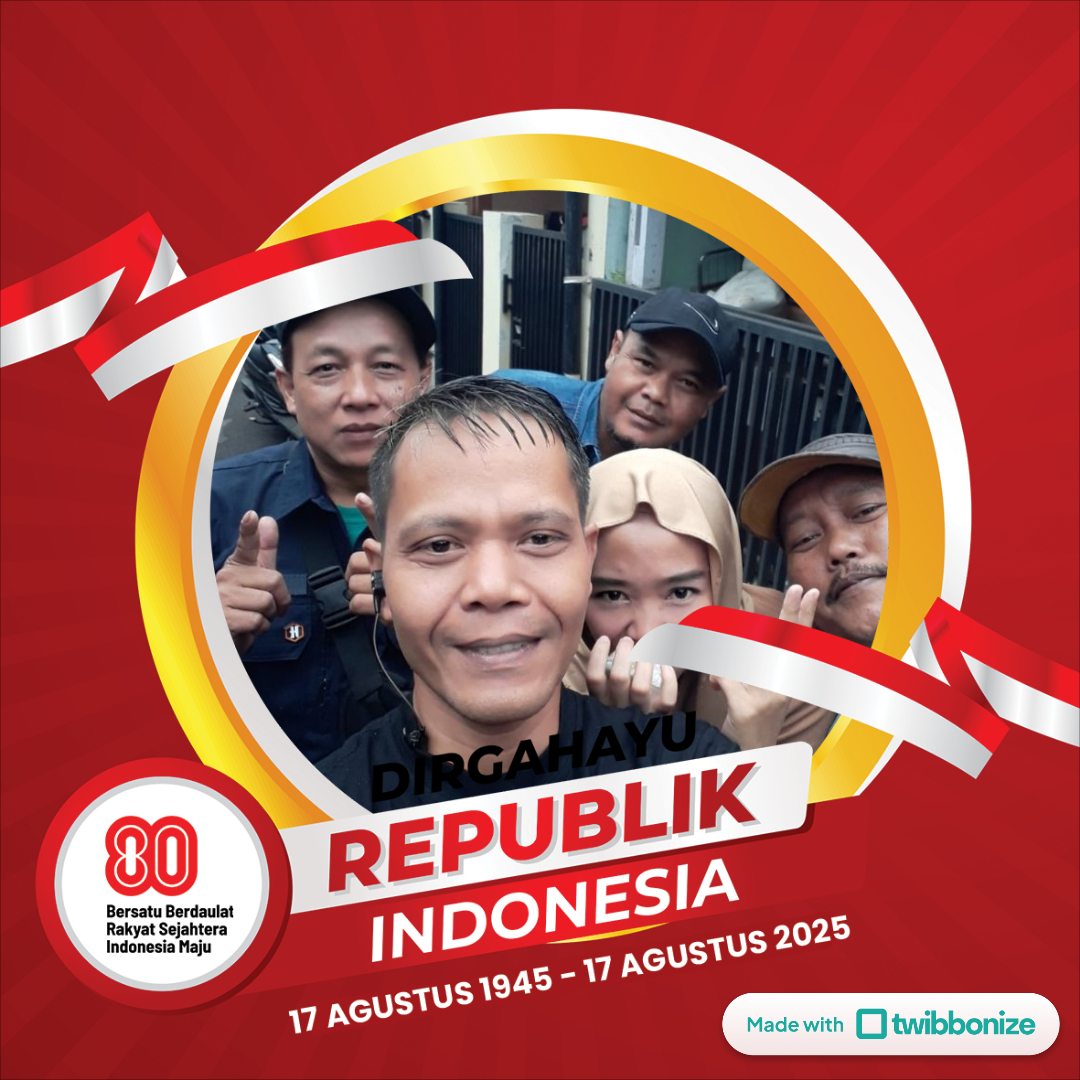 DIRGAHAYU
REPUBLIK
INDONESIA
17 AGUSTUS 1945 - 17 AGUSTUS 2025
80
Bersatu Berdaulat
Rakyat Sejahtera
Indonesia Maju
Made with twibbonize